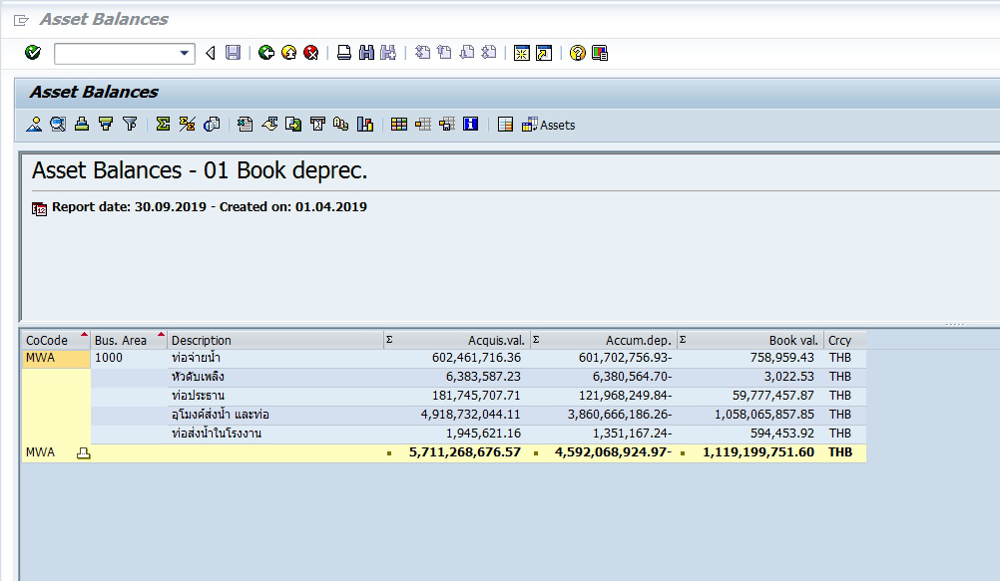 Asset Balances
Asset Balances
Assets
Asset Balances - 01 Book deprec.
Report date: 30.09.2019 - Created on: 01.04.2019
CoCode Bus. Area Description Σ Acquis.val. Σ Accum.dep. Σ Book val. Crcy
MWA 1000 ท่อจ่ายน้ำ 602,461,716.36 601,702,756.93- 758,959.43 THB
หัวดับเพลิง 6,383,587.23 6,380,564.70- 3,022.53 THB
ท่อประธาน 181,745,707.71 121,968,249.84- 59,777,457.87 THB
อุโมงค์ส่งน้ำ และท่อ 4,918,732,044.11 3,860,666,186.26- 1,058,065,857.85 THB
ท่อส่งน้ำในโรงงาน 1,945,621.16 1,351,167.24- 594,453.92 THB
MWA 5,711,268,676.57 4,592,068,924.97- 1,119,199,751.60 THB